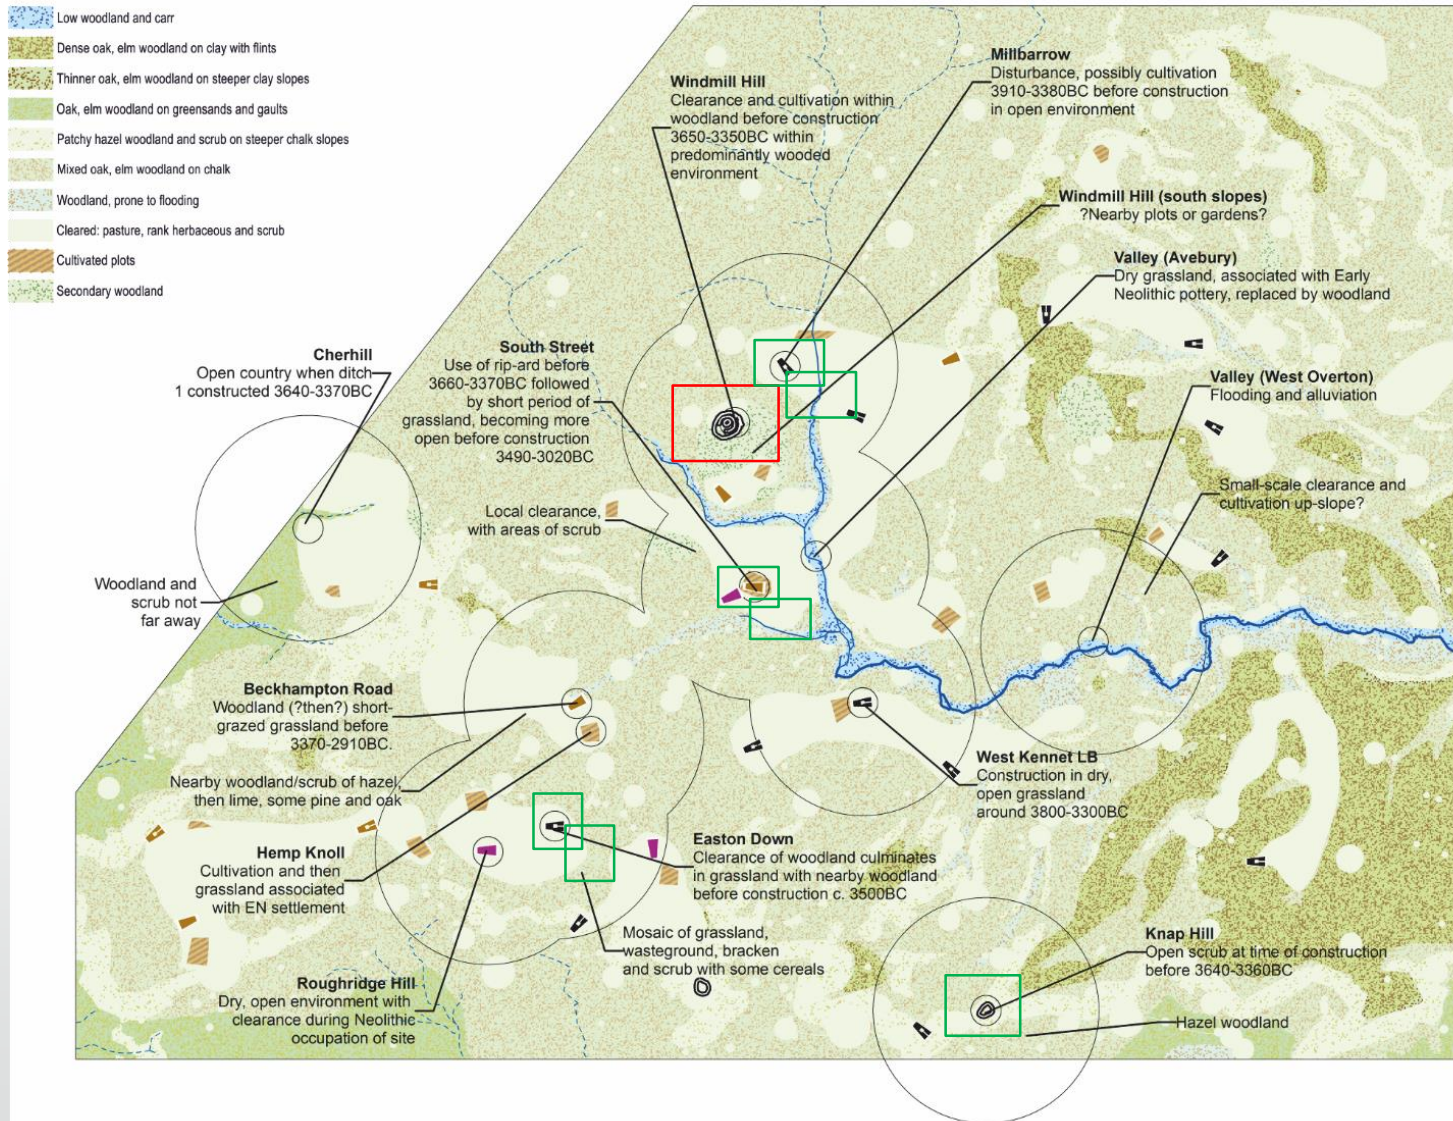 Low woodland and carr
Dense oak, elm woodland on clay with flints
Thinner oak, elm woodland on steeper clay slopes
Oak, elm woodland on greensands and gaults
Patchy hazel woodland and scrub on steeper chalk slopes
Mixed oak, elm woodland on chalk
Woodland, prone to flooding
Cleared: pasture, rank herbaceous and scrub
Cultivated plots
Secondary woodland
Millbarrow
Disturbance, possibly cultivation
3910-3380BC before construction
in open environment
Windmill Hill
Clearance and cultivation within
woodland before construction
3650-3350BC within
predominantly wooded
environment
Windmill Hill (south slopes)
?Nearby plots or gardens?
Valley (Avebury)
Dry grassland, associated with Early
Neolithic pottery, replaced by woodland
Cherhill
Open country when ditch
1 constructed 3640-3370BC
South Street
Use of rip-ard before
3660-3370BC followed
by short period of
grassland, becoming more
open before construction
3490-3020BC
Valley (West Overton)
Flooding and alluviation
Small-scale clearance and
cultivation up-slope?
Local clearance,
with areas of scrub
Woodland and
scrub not
far away
Beckhampton Road
Woodland (?then?) short-
grazed grassland before
3370-2910BC.
Nearby woodland/scrub of hazel,
then lime, some pine and oak
West Kennet LB
Construction in dry,
open grassland
around 3800-3300BC
Hemp Knoll
Cultivation and then
grassland associated
with EN settlement
Easton Down
Clearance of woodland culminates
in grassland with nearby woodland
before construction c. 3500BC
Mosaic of grassland,
wasteground, bracken
and scrub with some cereals
Roughridge Hill
Dry, open environment with
clearance during Neolithic
occupation of site
Knap Hill
Open scrub at time of construction
before 3640-3360BC
Hazel woodland